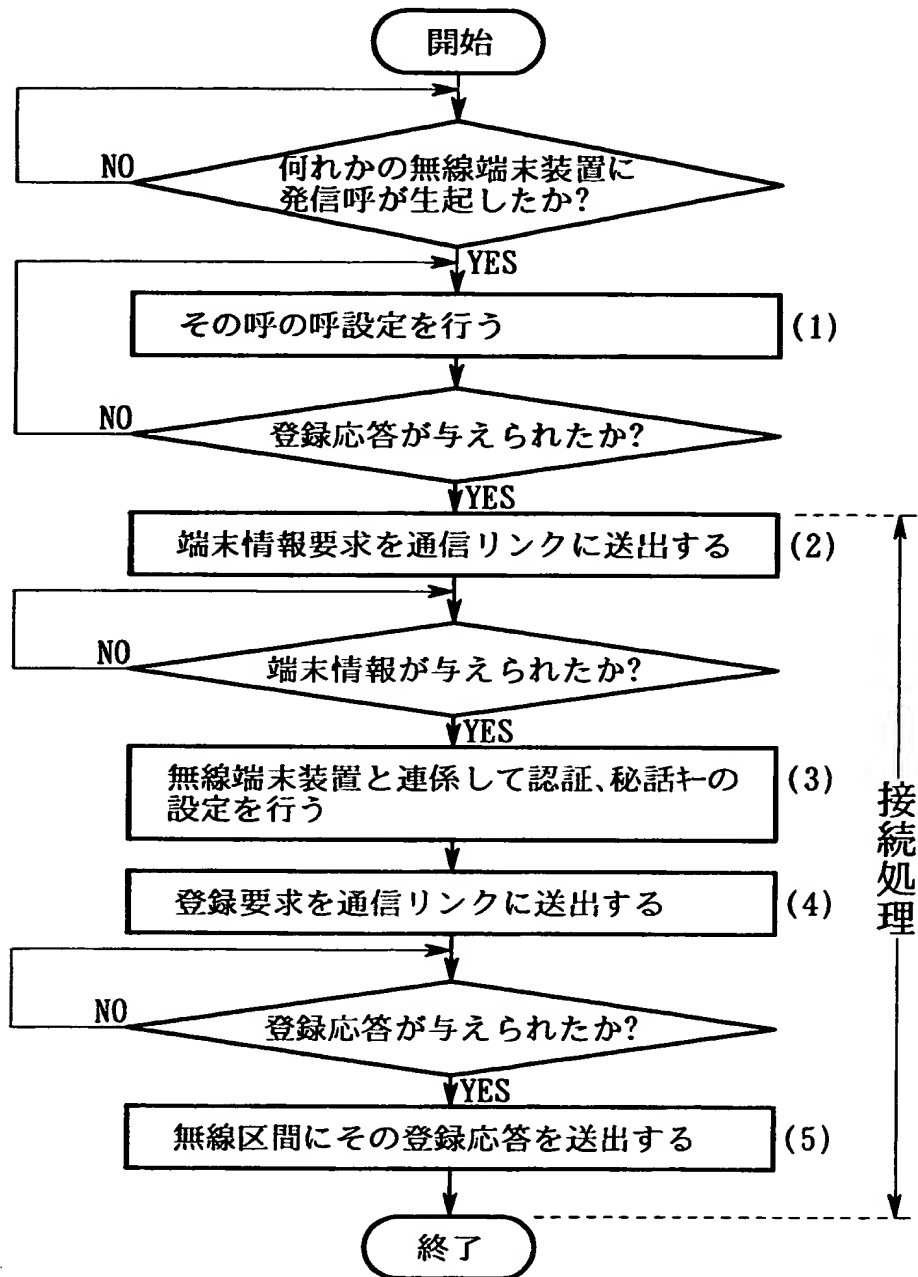 開始
何れかの無線端末装置に
発信呼が生起したか?
NO
YES
その呼の呼設定を行う
(1)
登録応答が与えられたか?
NO
YES
端末情報要求を通信リンクに送出する
(2)
端末情報が与えられたか?
NO
YES
無線端末装置と連係して認証、秘話キーの
設定を行う
(3)
登録要求を通信リンクに送出する
(4)
登録応答が与えられたか?
NO
YES
無線区間にその登録応答を送出する
(5)
接続処理
終了